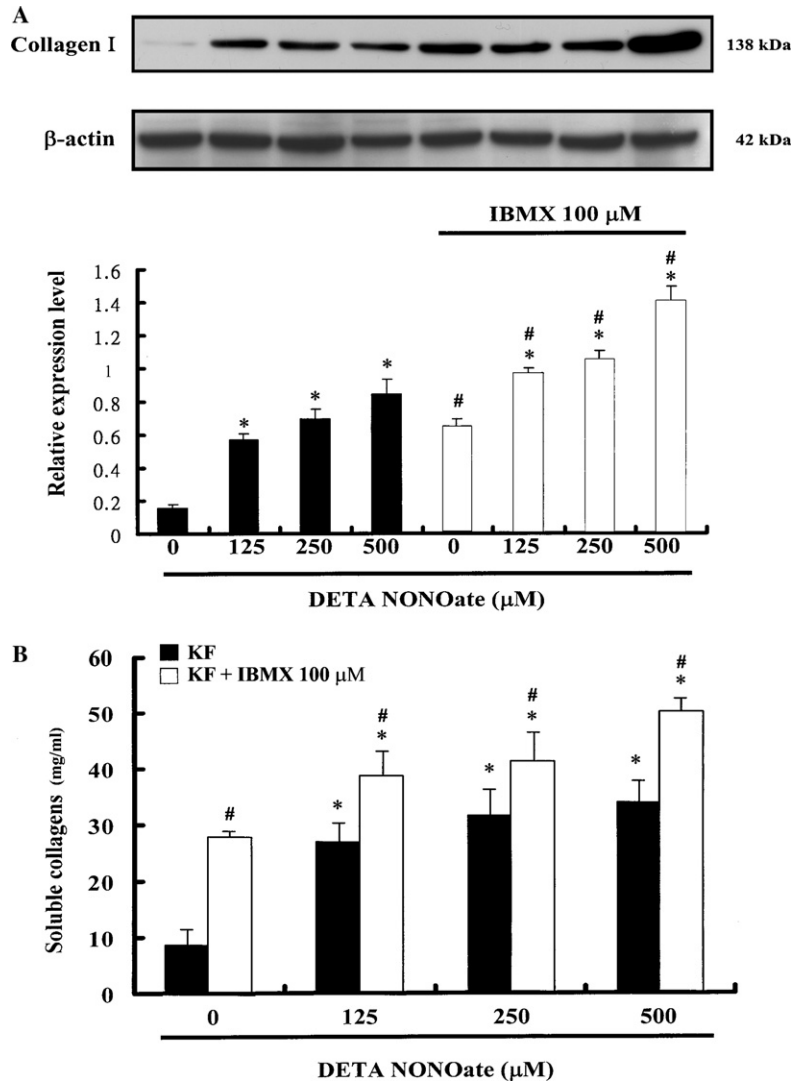 A
Collagen I
138 kDa
β-actin
42 kDa
IBMX 100 μM
Relative expression level
1.6
1.4
1.2
1
0.8
0.6
0.4
0.2
0
* * * # # * # * # *
0 125 250 500 0 125 250 500
DETA NONOate (μM)
B
KF
KF + IBMX 100 μM
Soluble collagens (mg/ml)
60
50
40
30
20
10
0
# * # * * # * * # *
0 125 250 500
DETA NONOate (μM)